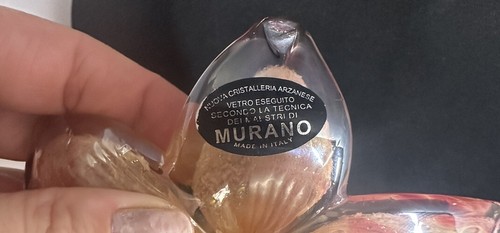 NUOVA CRISTALLERIA ARZANESE
VETRO ESEGUITO
SECONDO LA TECNICA
DEI MAESTRI DI
MURANO
MADE IN ITALY